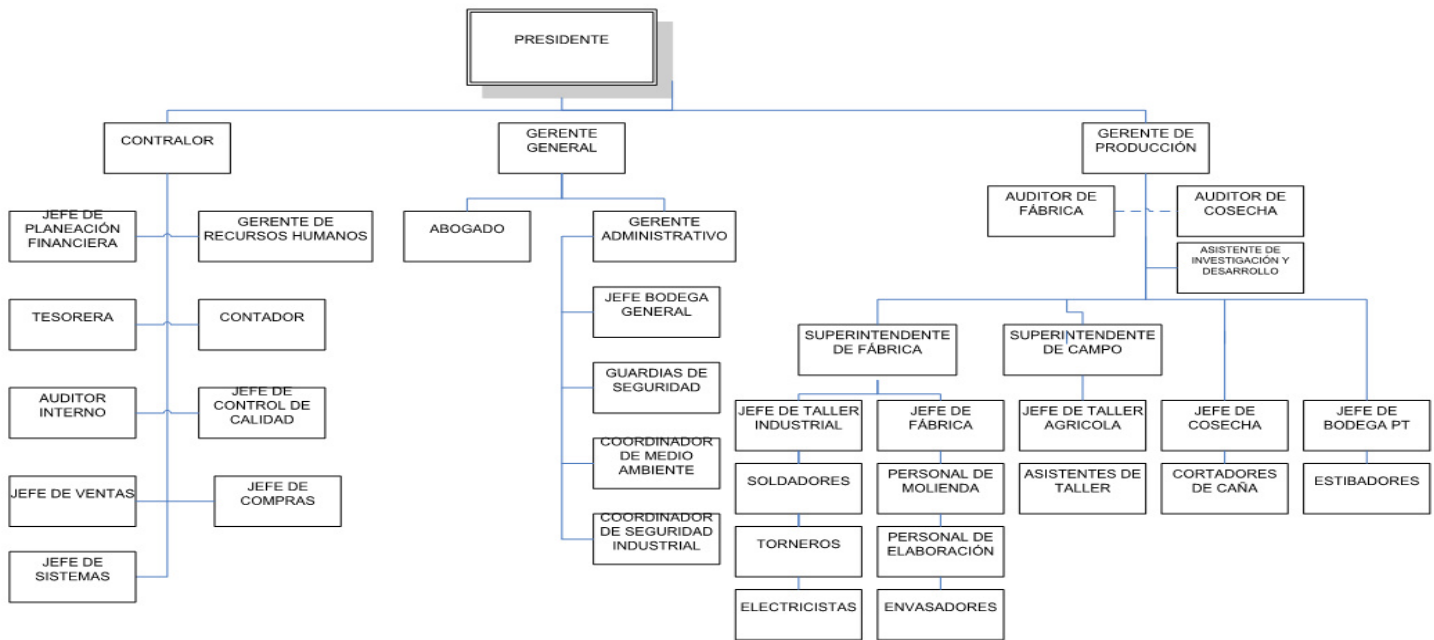 PRESIDENTE
CONTRALOR
GERENTE
GENERAL
GERENTE DE
PRODUCCIÓN
JEFE DE
PLANEACIÓN
FINANCIERA
GERENTE DE
RECURSOS HUMANOS
TESORERA
CONTADOR
AUDITOR
INTERNO
JEFE DE
CONTROL DE
CALIDAD
JEFE DE VENTAS
JEFE DE
COMPRAS
JEFE DE
SISTEMAS
ABOGADO
GERENTE
ADMINISTRATIVO
JEFE BODEGA
GENERAL
GUARDIAS DE
SEGURIDAD
COORDINADOR
DE MEDIO
AMBIENTE
COORDINADOR
DE SEGURIDAD
INDUSTRIAL
AUDITOR DE
FÁBRICA
AUDITOR DE
COSECHA
ASISTENTE DE
INVESTIGACIÓN Y
DESARROLLO
SUPERINTENDENTE
DE FÁBRICA
SUPERINTENDENTE
DE CAMPO
JEFE DE TALLER
INDUSTRIAL
SOLDADORES
TORNEROS
ELECTRICISTAS
JEFE DE
FÁBRICA
PERSONAL DE
MOLIENDA
PERSONAL DE
ELABORACIÓN
ENVASADORES
JEFE DE TALLER
AGRICOLA
ASISTENTES DE
TALLER
JEFE DE
COSECHA
CORTADORES
DE CAÑA
JEFE DE
BODEGA PT
ESTIBADORES